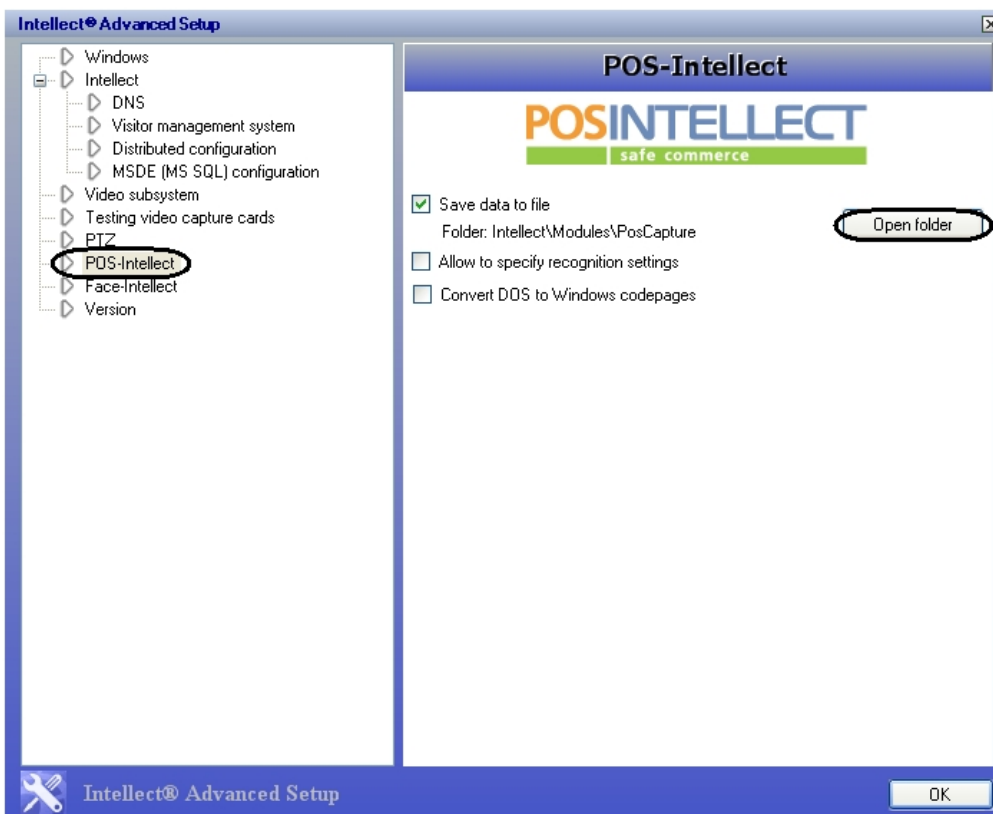 Intellect® Advanced Setup
Windows
Intellect
DNS
Visitor management system
Distributed configuration
MSDE (MS SQL) configuration
Video subsystem
Testing video capture cards
PTZ
POS-Intellect
Face-Intellect
Version
POS-Intellect
POSINTELLECT
safe commerce
Save data to file
Folder: Intellect\Modules\PosCapture
Open folder
Allow to specify recognition settings
Convert DOS to Windows codepages
Intellect® Advanced Setup
OK